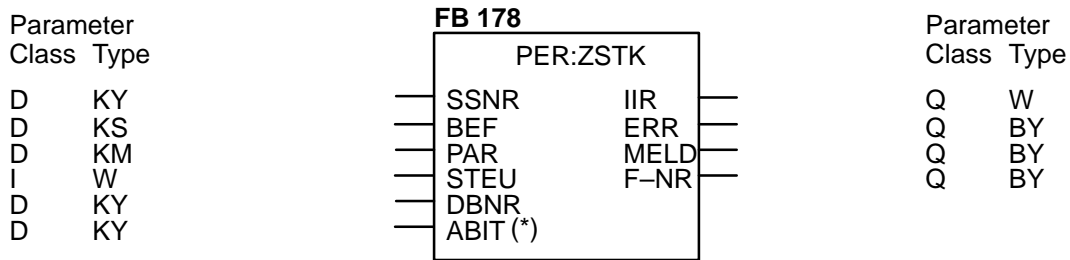 FB 178
Parameter Parameter
Class Type PER:ZSTK Class Type
D KY SSNR IIR Q W
D KS BEF ERR Q BY
D KM PAR MELD Q BY
I W STEU F–NR Q BY
D KY DBNR
D KY ABIT (*)